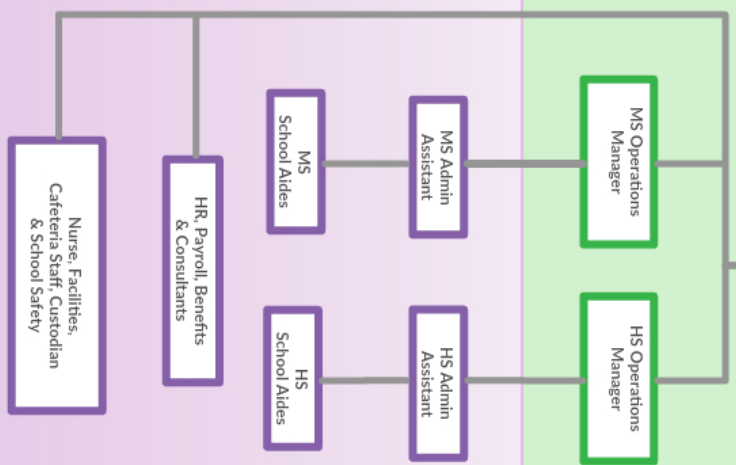 MS Operations
Manager
HS Operations
Manager
MS Admin
Assistant
HS Admin
Assistant
MS
School Aides
HS
School Aides
HR, Payroll, Benefits
& Consultants
Nurse, Facilities,
Cafeteria Staff, Custodian
& School Safety